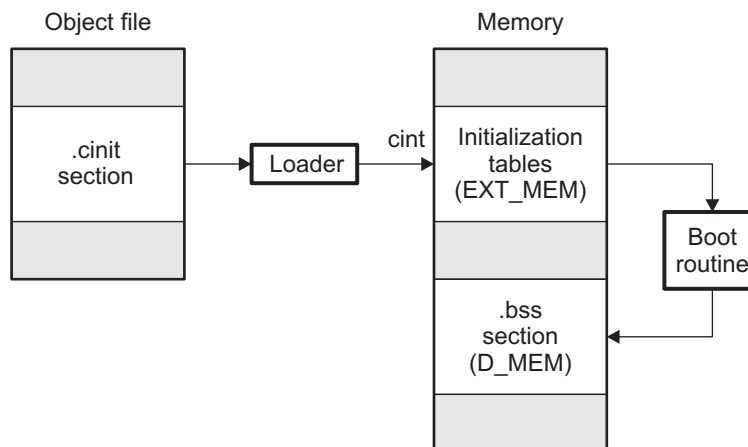 Object file
Memory
.cinit
section
Loader
cint
Initialization
tables
(EXT_MEM)
Boot
routine
.bss
section
(D_MEM)